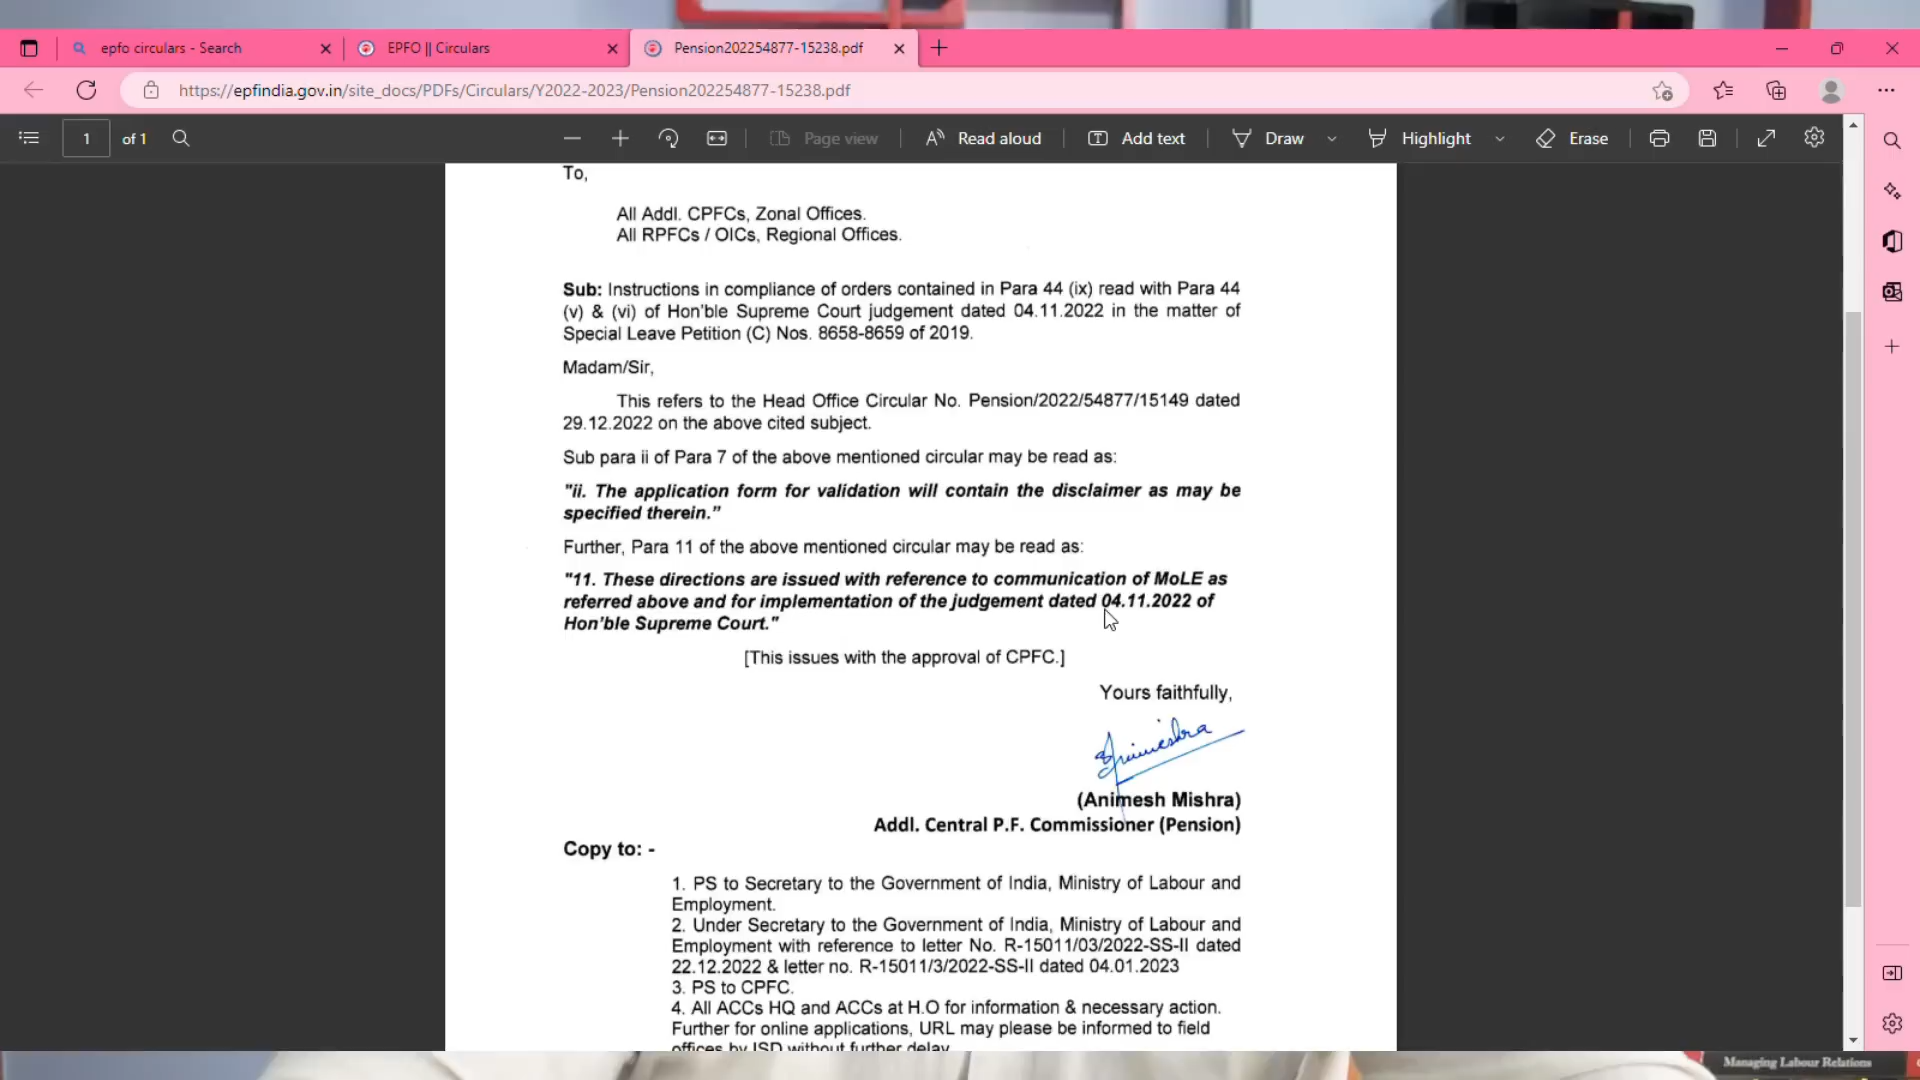 epfo circulars - Search
EPFO || Circulars
Pension202254877-15238.pdf
https://epfindia.gov.in/site_docs/PDFs/Circulars/Y2022-2023/Pension202254877-15238.pdf
1 of 1
Page view
Read aloud
Add text
Draw
Highlight
Erase
To,
All Addl. CPFCs, Zonal Offices.
All RPFCs / OICs, Regional Offices.
Sub: Instructions in compliance of orders contained in Para 44 (ix) read with Para 44
(v) & (vi) of Hon'ble Supreme Court judgement dated 04.11.2022 in the matter of
Special Leave Petition (C) Nos. 8658-8659 of 2019.
Madam/Sir,
This refers to the Head Office Circular No. Pension/2022/54877/15149 dated
29.12.2022 on the above cited subject.
Sub para ii of Para 7 of the above mentioned circular may be read as:
"ii. The application form for validation will contain the disclaimer as may be
specified therein."
Further, Para 11 of the above mentioned circular may be read as:
"11. These directions are issued with reference to communication of MoLE as
referred above and for implementation of the judgement dated 04.11.2022 of
Hon'ble Supreme Court."
[This issues with the approval of CPFC.]
Yours faithfully,
(Animesh Mishra)
Addl. Central P.F. Commissioner (Pension)
Copy to: -
1. PS to Secretary to the Government of India, Ministry of Labour and
Employment.
2. Under Secretary to the Government of India, Ministry of Labour and
Employment with reference to letter No. R-15011/03/2022-SS-II dated
22.12.2022 & letter no. R-15011/3/2022-SS-II dated 04.01.2023
3. PS to CPFC.
4. All ACCs HQ and ACCs at H.O for information & necessary action.
Further for online applications, URL may please be informed to field
offices by ISD without further delay
Managing Labour Relations